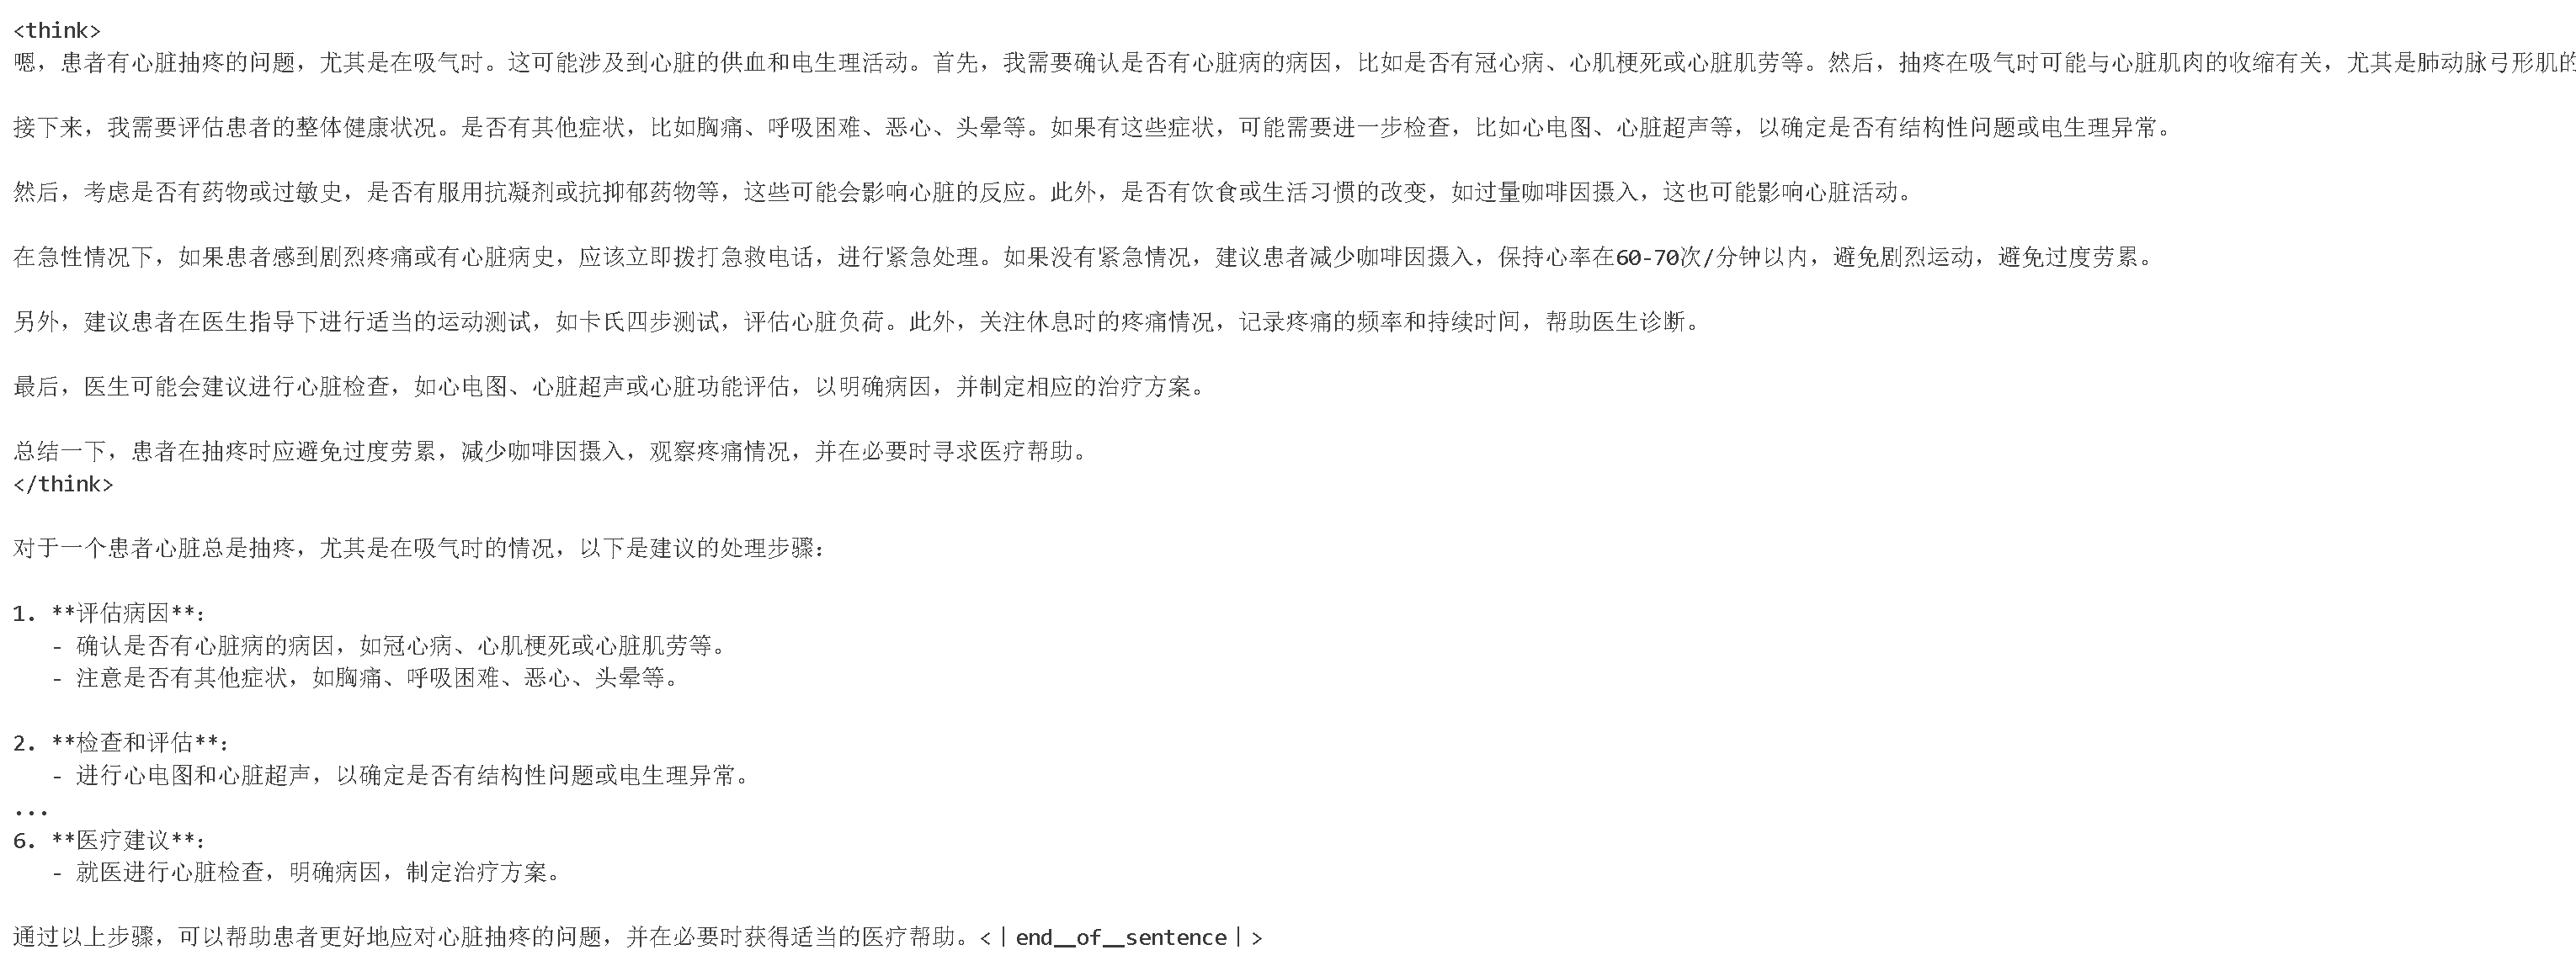 <think>
嗯，患者有心脏抽疼的问题，尤其是在吸气时。这可能涉及到心脏的供血和电生理活动。首先，我需要确认是否有心脏病的病因，比如是否有冠心病、心肌梗死或心脏肌劳等。然后，抽疼在吸气时可能与心脏肌肉的收缩有关，尤其是肺动脉弓形肌的
接下来，我需要评估患者的整体健康状况。是否有其他症状，比如胸痛、呼吸困难、恶心、头晕等。如果有这些症状，可能需要进一步检查，比如心电图、心脏超声等，以确定是否有结构性问题或电生理异常。
然后，考虑是否有药物或过敏史，是否有服用抗凝剂或抗抑郁药物等，这些可能会影响心脏的反应。此外，是否有饮食或生活习惯的改变，如过量咖啡因摄入，这也可能影响心脏活动。
在急性情况下，如果患者感到剧烈疼痛或有心脏病史，应该立即拨打急救电话，进行紧急处理。如果没有紧急情况，建议患者减少咖啡因摄入，保持心率在60-70次/分钟以内，避免剧烈运动，避免过度劳累。
另外，建议患者在医生指导下进行适当的运动测试，如卡氏四步测试，评估心脏负荷。此外，关注休息时的疼痛情况，记录疼痛的频率和持续时间，帮助医生诊断。
最后，医生可能会建议进行心脏检查，如心电图、心脏超声或心脏功能评估，以明确病因，并制定相应的治疗方案。
总结一下，患者在抽疼时应避免过度劳累，减少咖啡因摄入，观察疼痛情况，并在必要时寻求医疗帮助。
</think>
对于一个患者心脏总是抽疼，尤其是在吸气时的情况，以下是建议的处理步骤：
1. **评估病因**：
- 确认是否有心脏病的病因，如冠心病、心肌梗死或心脏肌劳等。
- 注意是否有其他症状，如胸痛、呼吸困难、恶心、头晕等。
2. **检查和评估**：
- 进行心电图和心脏超声，以确定是否有结构性问题或电生理异常。
...
6. **医疗建议**：
- 就医进行心脏检查，明确病因，制定治疗方案。
通过以上步骤，可以帮助患者更好地应对心脏抽疼的问题，并在必要时获得适当的医疗帮助。<｜end▁of▁sentence｜>